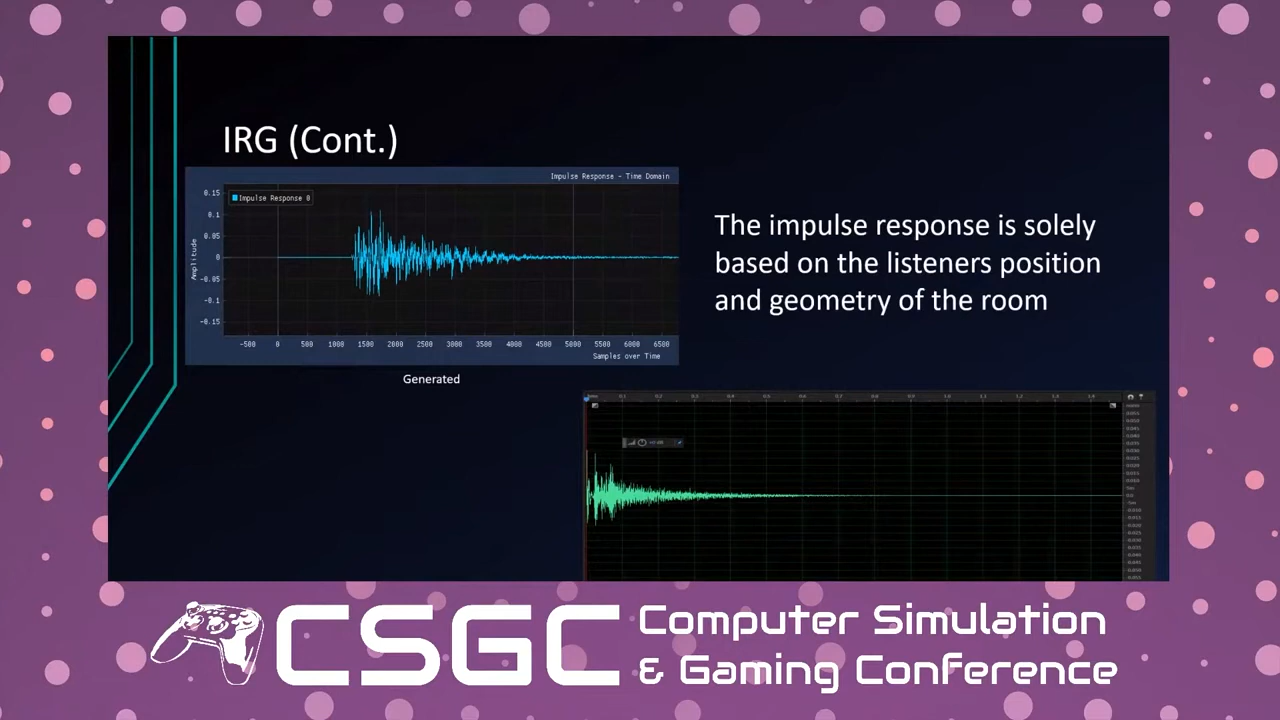 IRG (Cont.)
Impulse Response - Time Domain
Impulse Response 0
0.15
0.1
0.05
0
-0.05
-0.1
-0.15
Amplitude
-500 0 500 1000 1500 2000 2500 3000 3500 4000 4500 5000 5500 6000 6500
Samples over Time
Generated
The impulse response is solely
based on the listeners position
and geometry of the room
CSGC
Computer Simulation
& Gaming Conference